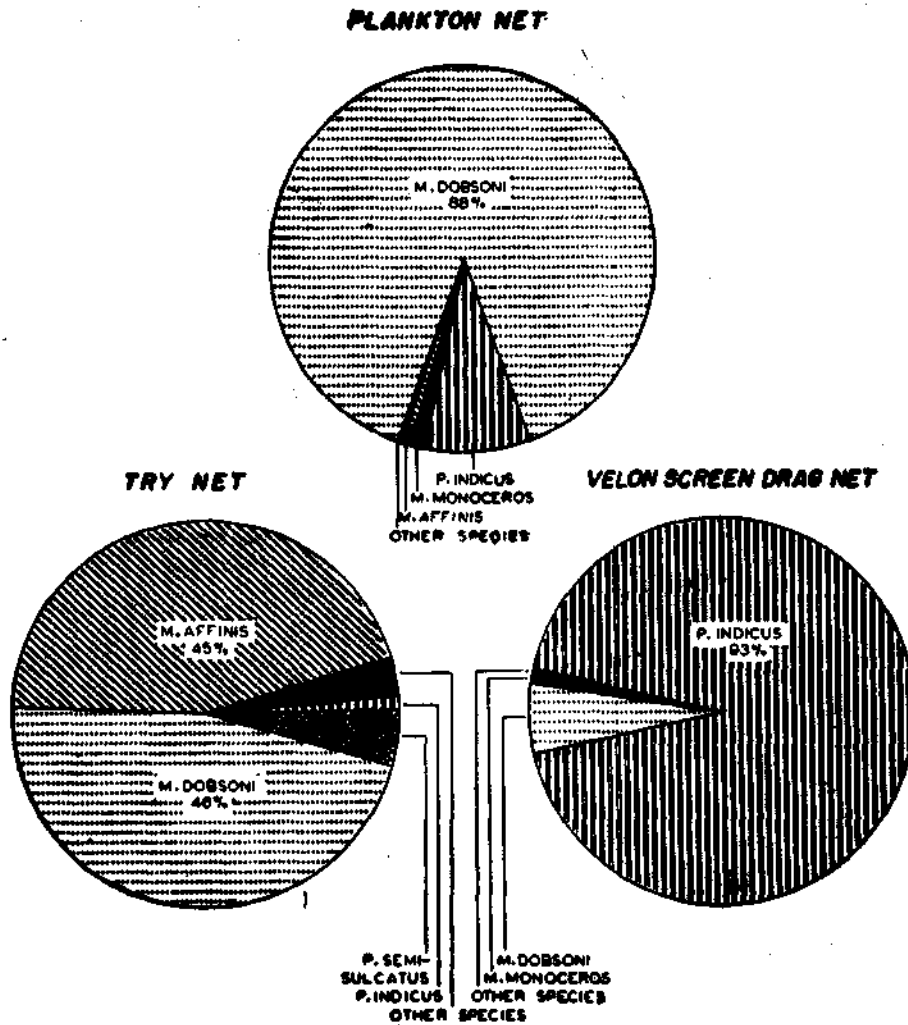 PLANKTON NET
M. DOBSONI
88%
P. INDICUS
M. MONOCEROS
M. AFFINIS
OTHER SPECIES
TRY NET
M. AFFINIS
45%
M. DOBSONI
46%
P. SEMI-
SULCATUS
P. INDICUS
OTHER SPECIES
VELON SCREEN DRAG NET
P. INDICUS
93%
M. DOBSONI
M. MONOCEROS
OTHER SPECIES